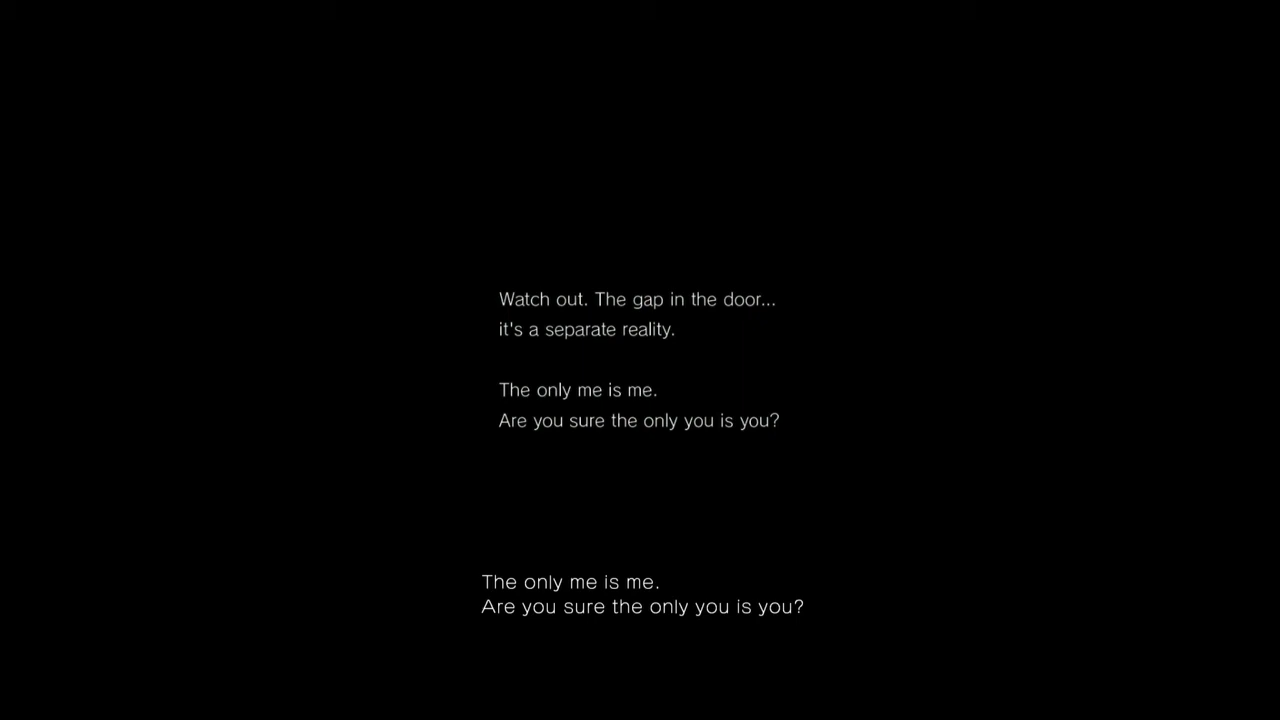 Watch out. The gap in the door...
it's a separate reality.
The only me is me.
Are you sure the only you is you?
The only me is me.
Are you sure the only you is you?